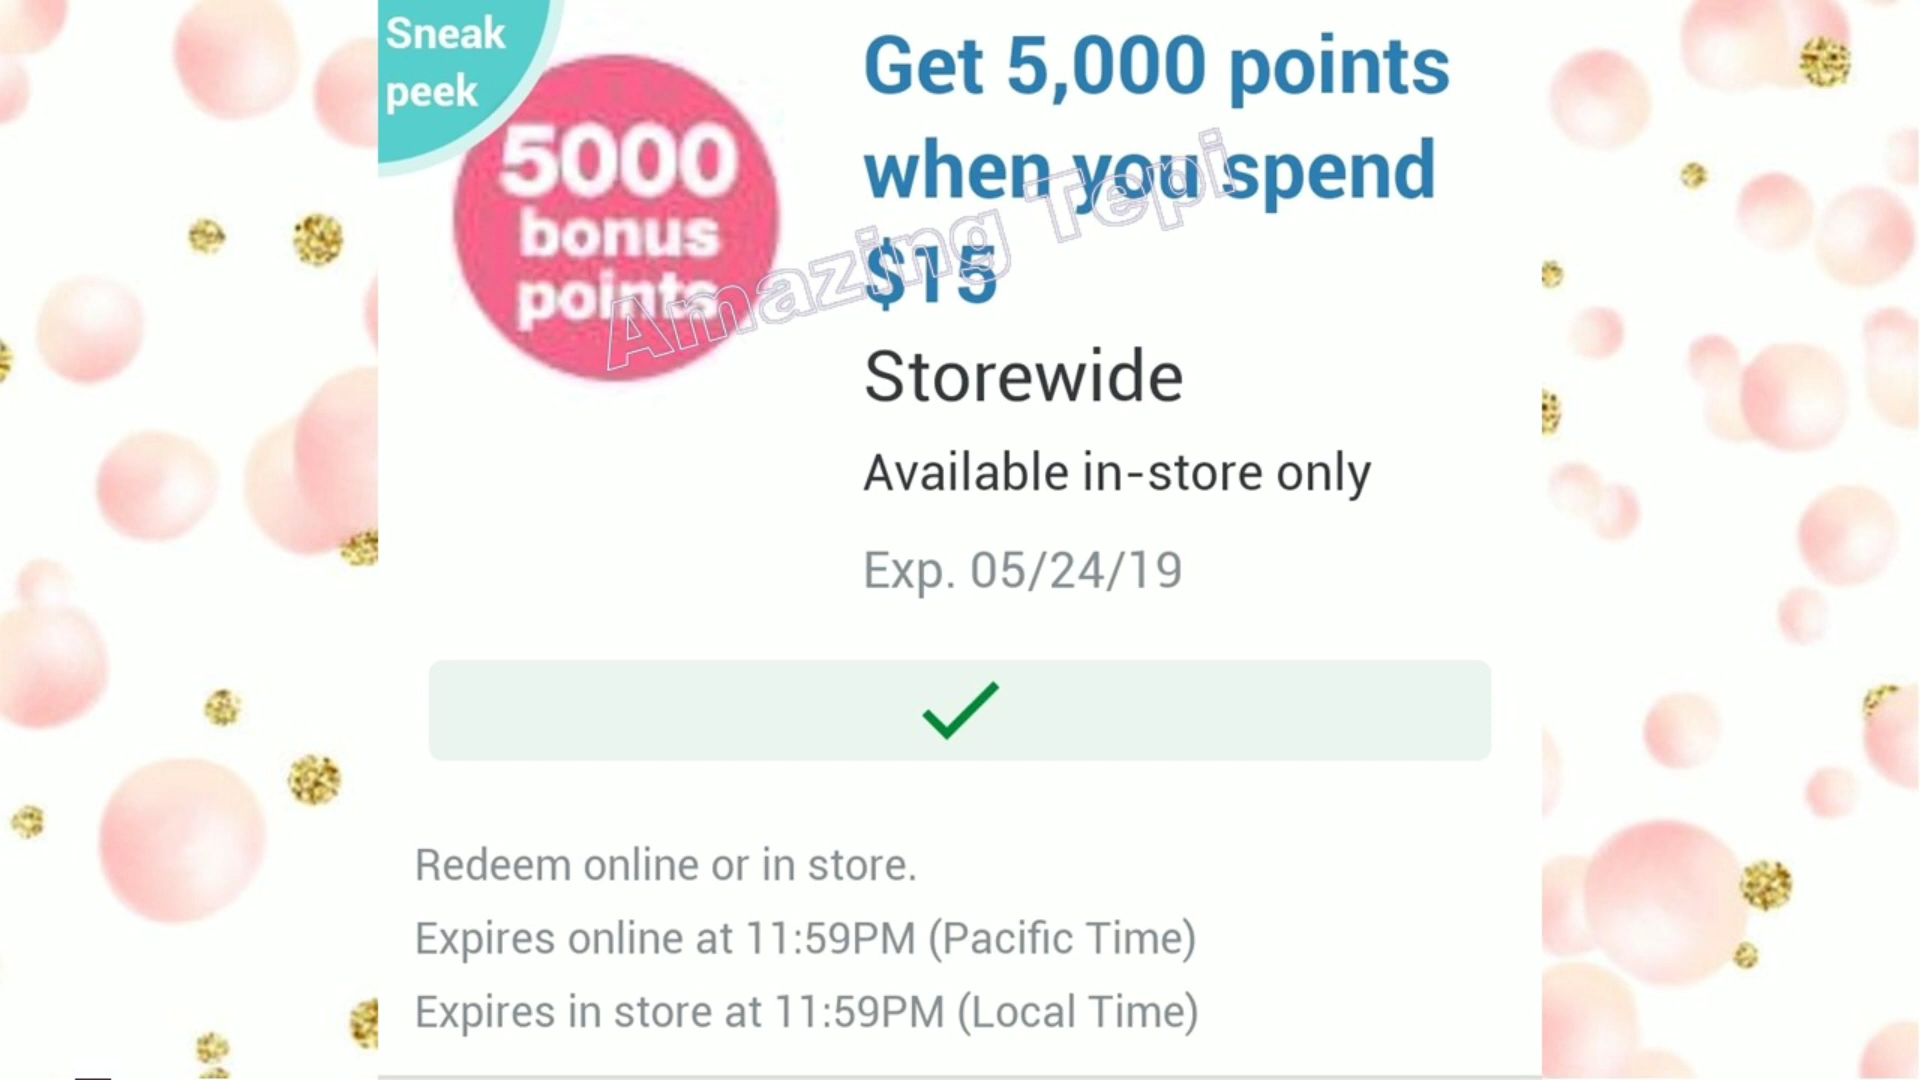 Sneak
peek
5000
bonus
points
Get 5,000 points
when you spend
$15
Storewide
Available in-store only
Exp. 05/24/19
Amazing Tepi
Redeem online or in store.
Expires online at 11:59PM (Pacific Time)
Expires in store at 11:59PM (Local Time)